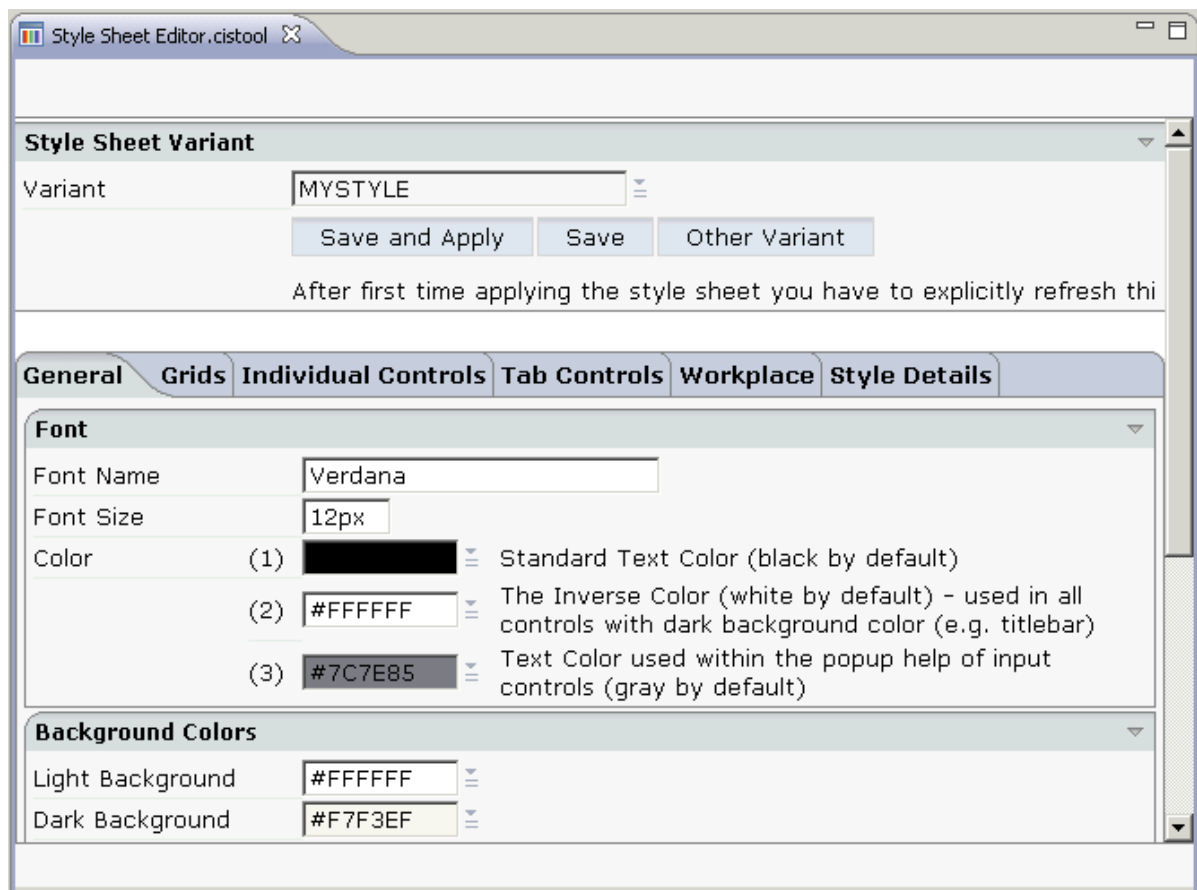 Style Sheet Editor.cistool
Style Sheet Variant
Variant MYSTYLE
Save and Apply Save Other Variant
After first time applying the style sheet you have to explicitly refresh thi
General Grids Individual Controls Tab Controls Workplace Style Details
Font
Font Name Verdana
Font Size 12px
Color (1) Standard Text Color (black by default)
(2) #FFFFFF The Inverse Color (white by default) – used in all
controls with dark background color (e.g. titlebar)
(3) #7C7E85 Text Color used within the popup help of input
controls (gray by default)
Background Colors
Light Background #FFFFFF
Dark Background #F7F3EF